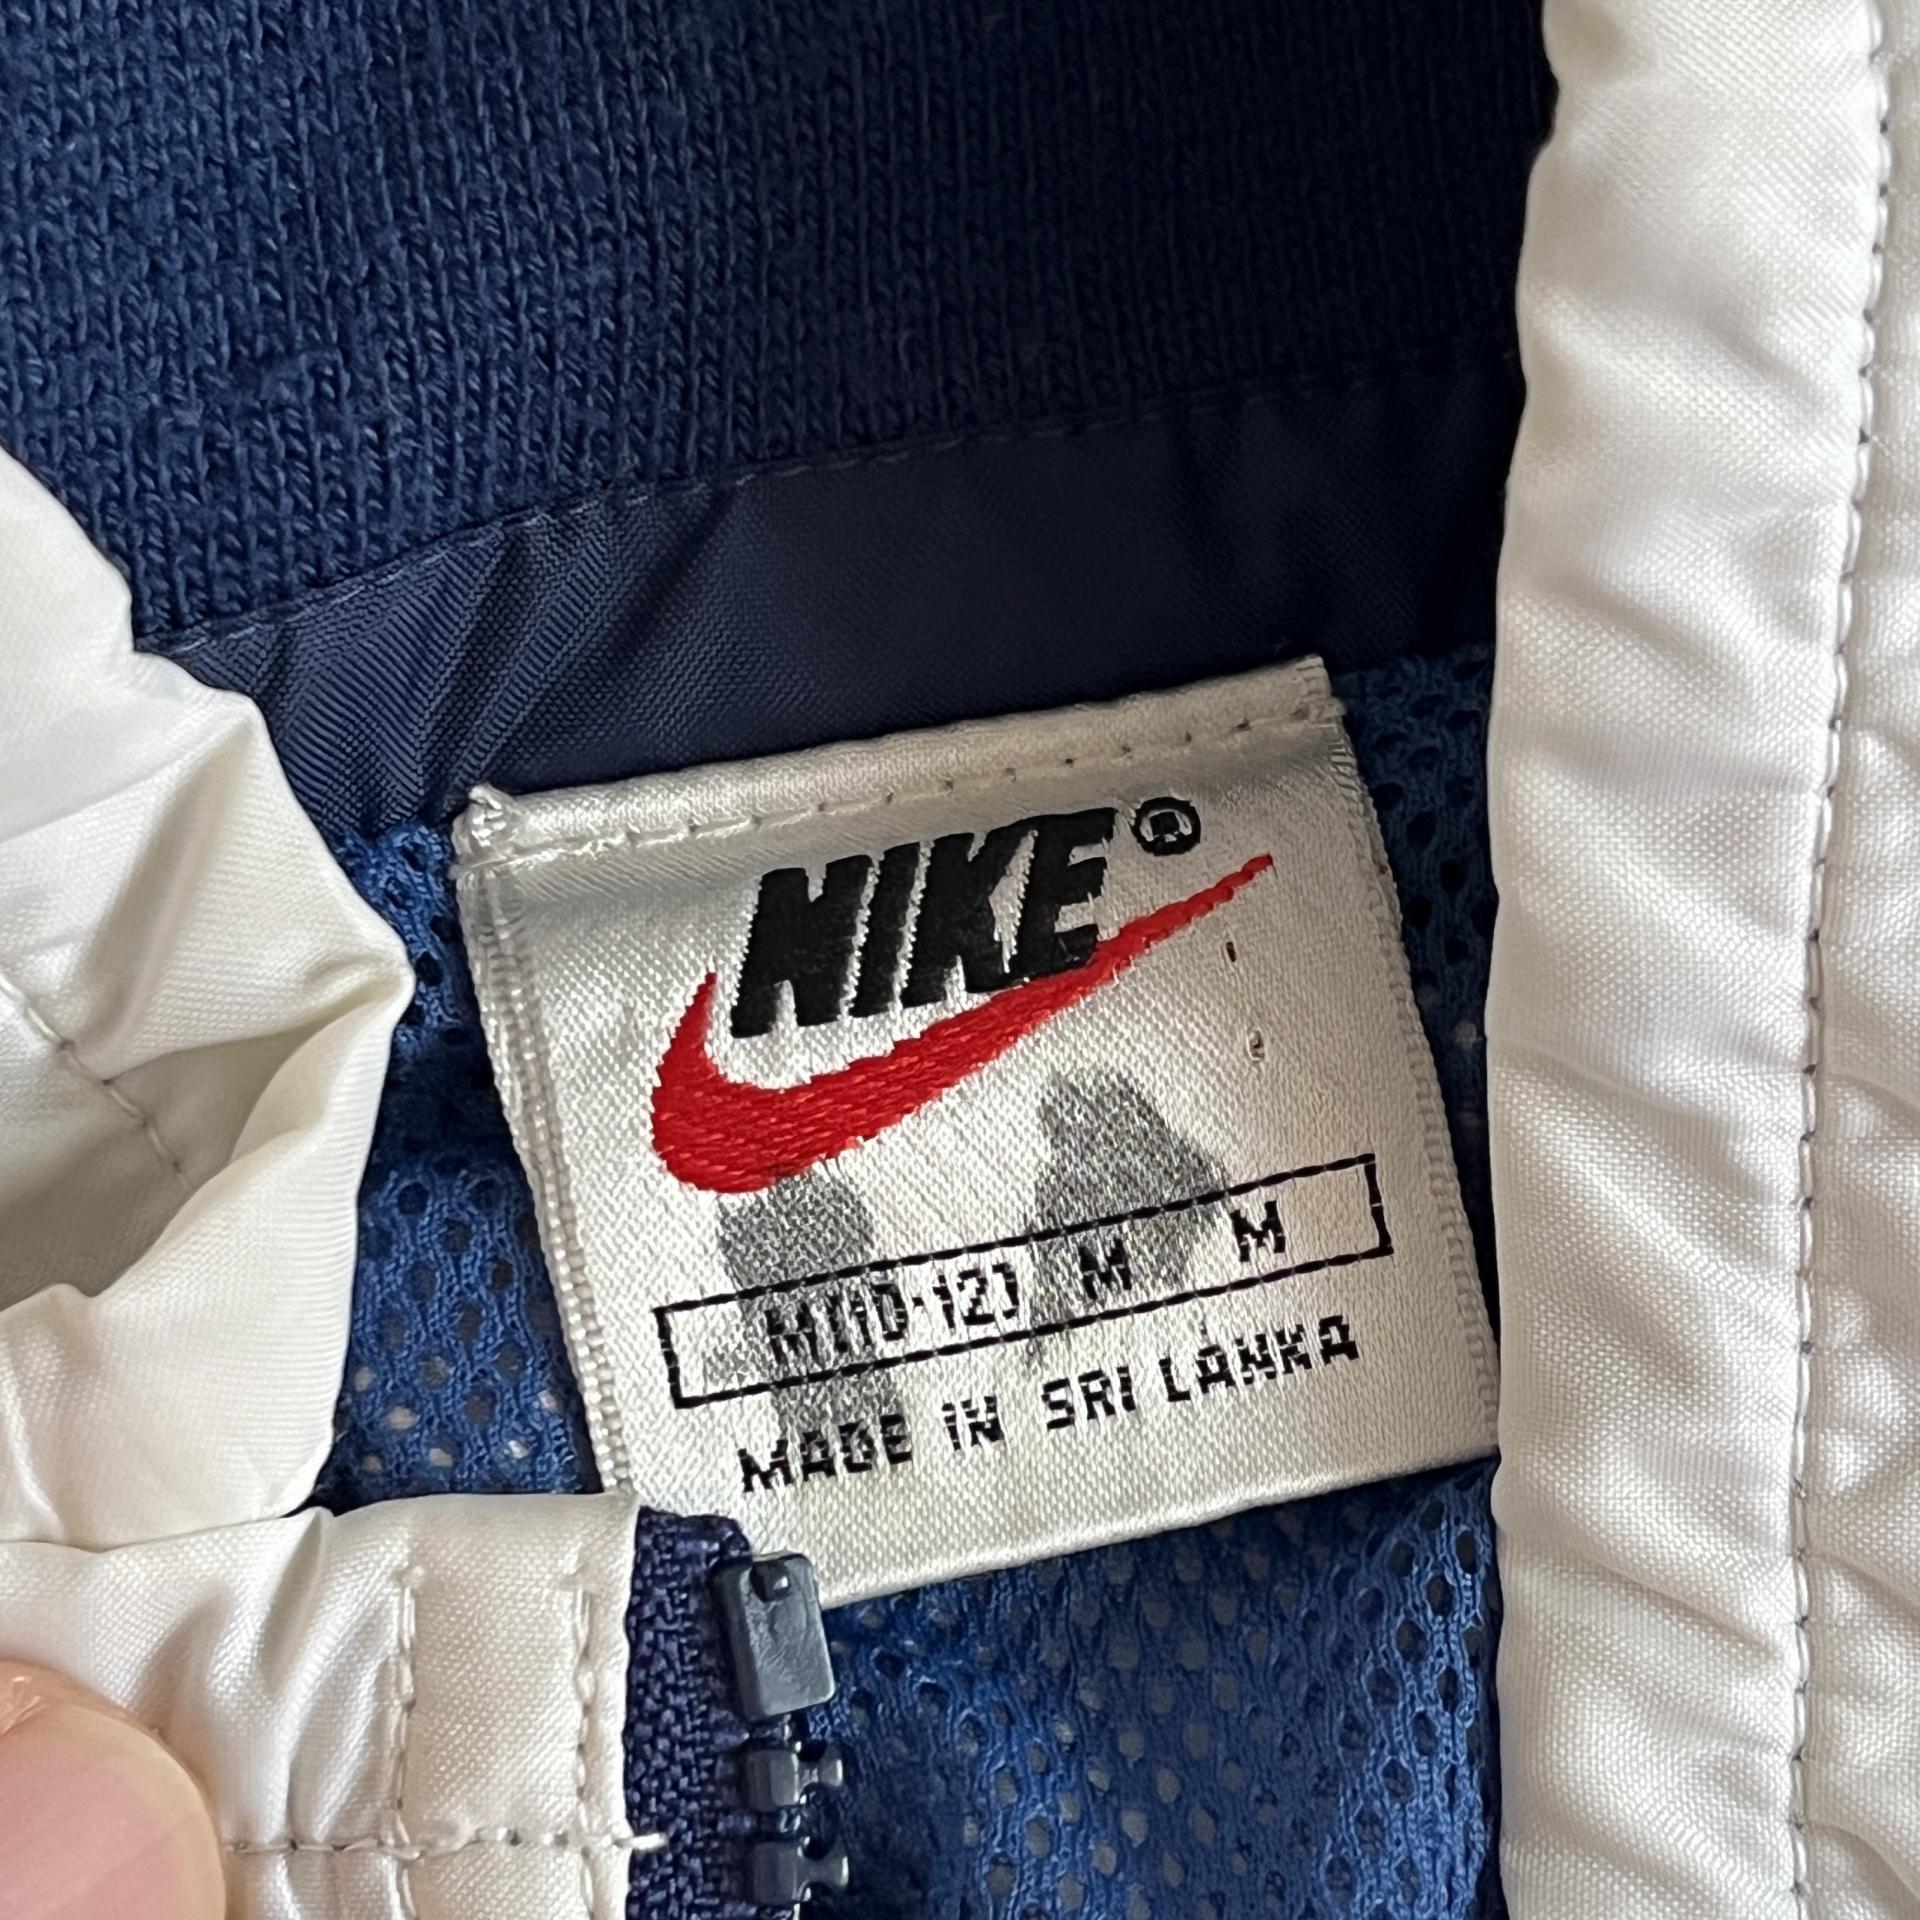 NIKE®
M(10-12) M M
MADE IN SRI LANKA